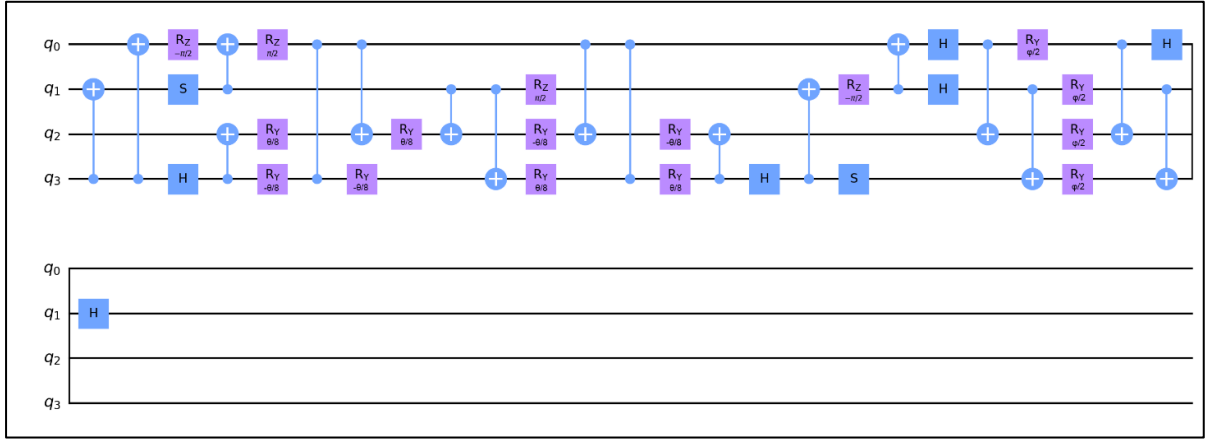 q0 RZ -π/2 RZ π/2 H RY φ/2 H
q1 S RZ π/2 RZ -π/2 H RY φ/2
q2 RY θ/8 RY θ/8 RY -θ/8 RY -θ/8 RY φ/2
q3 H RY -θ/8 RY -θ/8 RY θ/8 RY θ/8 H S RY φ/2
q0
q1 H
q2
q3